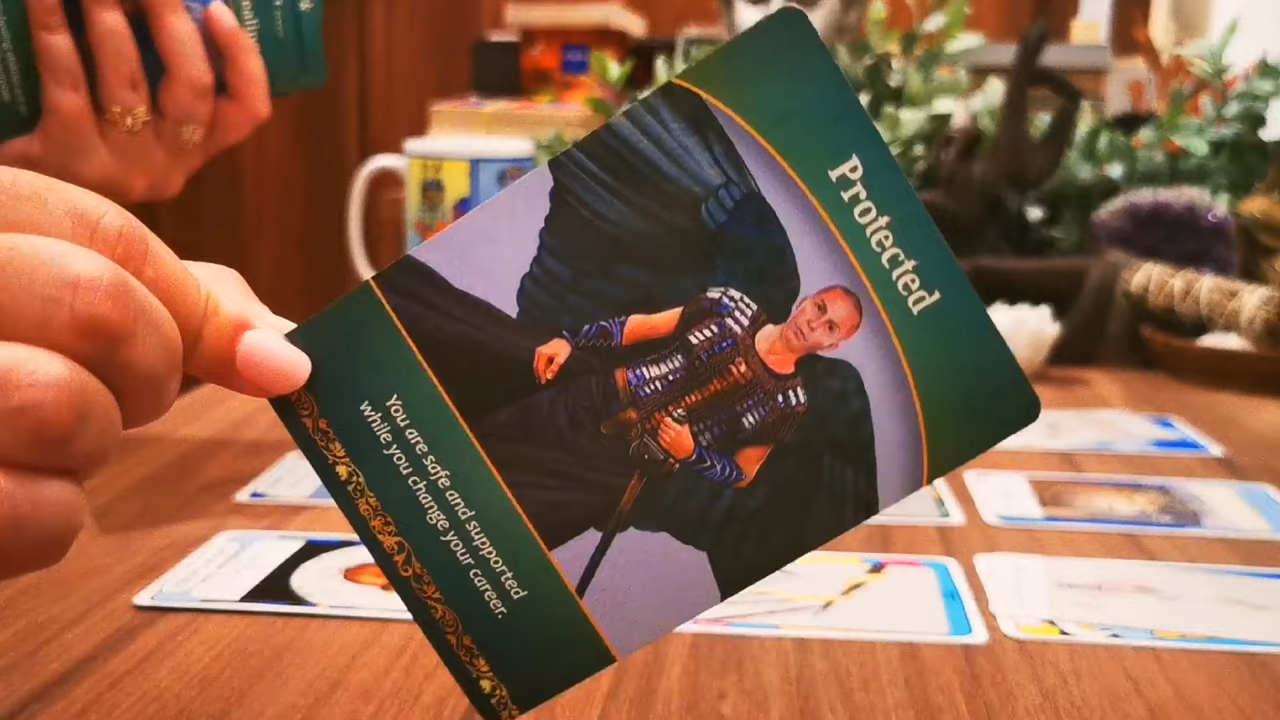 Protected
You are safe and supported
while you change your career.